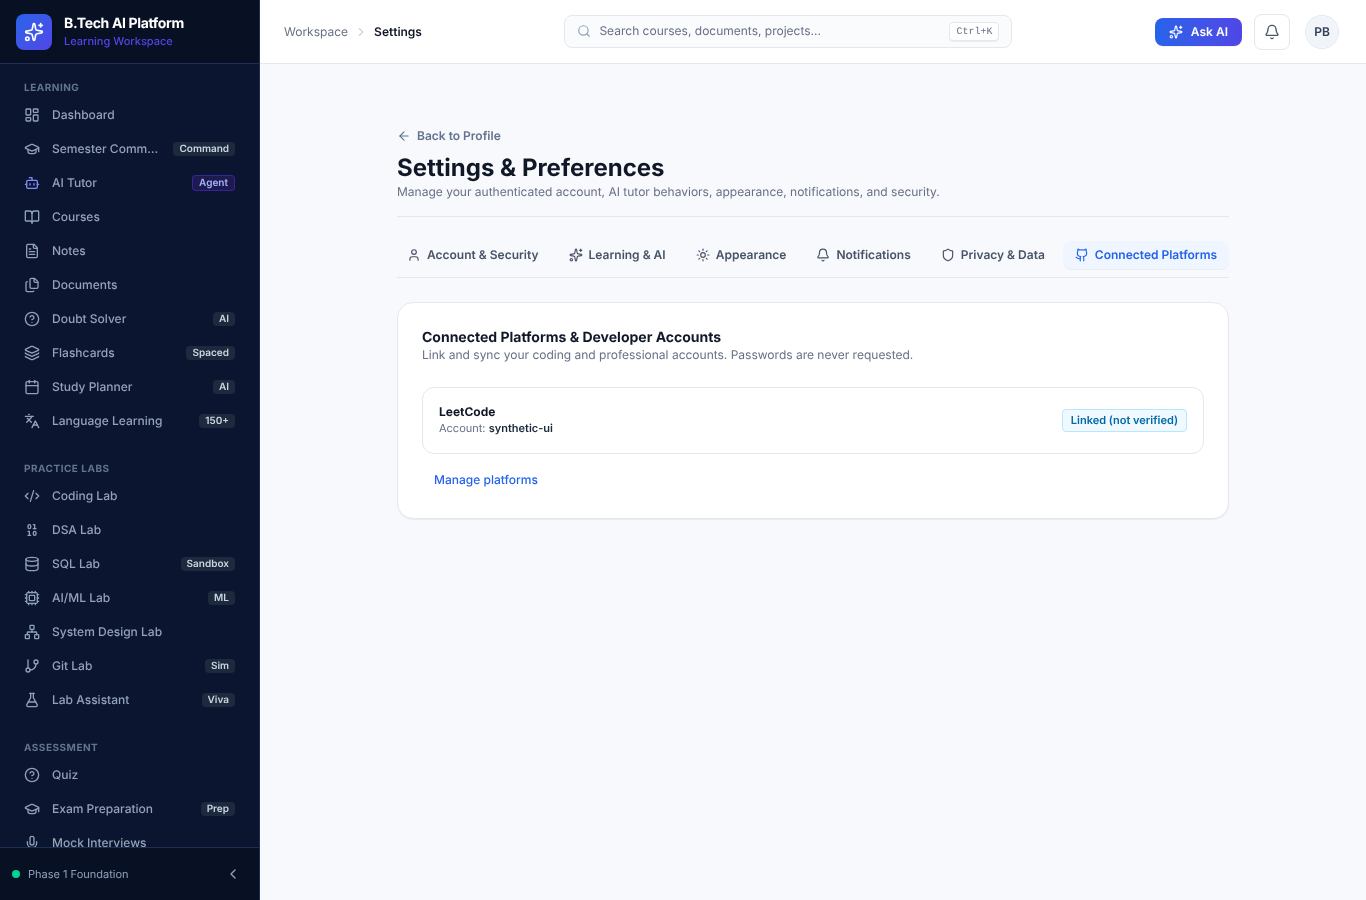 B.Tech AI Platform
Learning Workspace
LEARNING
Dashboard
Semester Comm... Command
AI Tutor Agent
Courses
Notes
Documents
Doubt Solver AI
Flashcards Spaced
Study Planner AI
Language Learning 150+
PRACTICE LABS
Coding Lab
DSA Lab
SQL Lab Sandbox
AI/ML Lab ML
System Design Lab
Git Lab Sim
Lab Assistant Viva
ASSESSMENT
Quiz
Exam Preparation Prep
Mock Interviews
Phase 1 Foundation
Workspace Settings
Search courses, documents, projects... Ctrl+K
Ask AI
PB
Back to Profile
Settings & Preferences
Manage your authenticated account, AI tutor behaviors, appearance, notifications, and security.
Account & Security Learning & AI Appearance Notifications Privacy & Data Connected Platforms
Connected Platforms & Developer Accounts
Link and sync your coding and professional accounts. Passwords are never requested.
LeetCode
Account: synthetic-ui
Linked (not verified)
Manage platforms